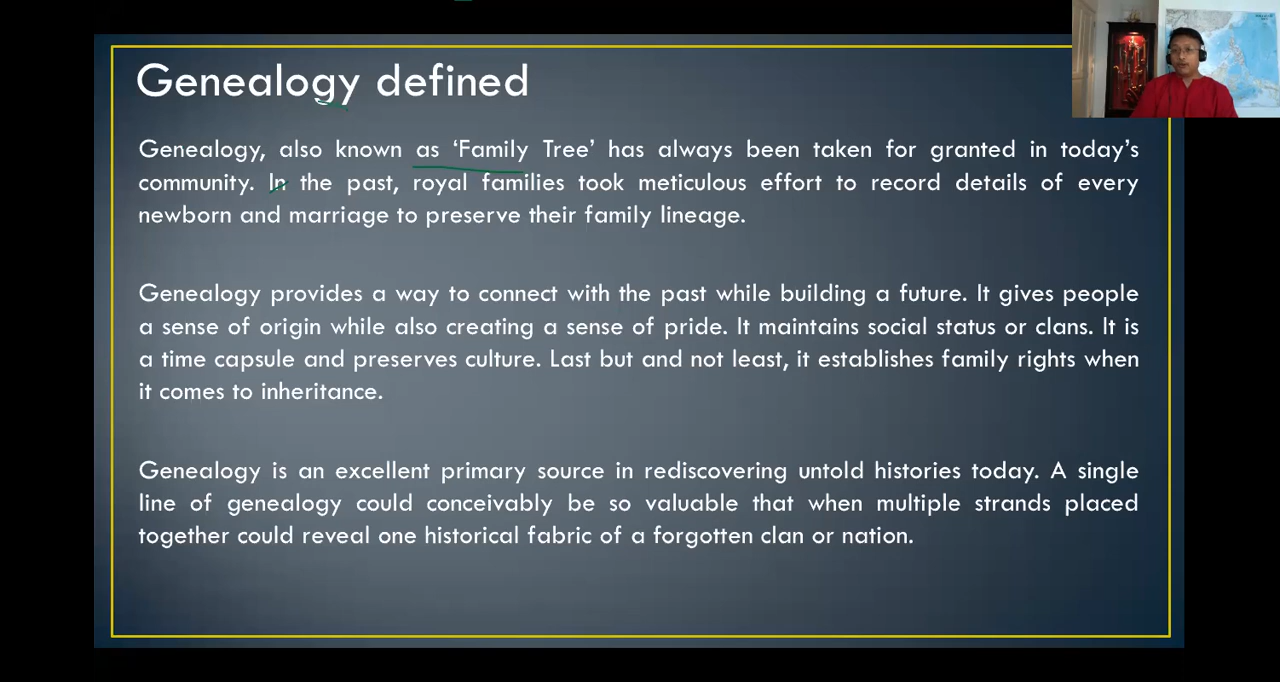 Genealogy defined
Genealogy, also known as ‘Family Tree’ has always been taken for granted in today’s
community. In the past, royal families took meticulous effort to record details of every
newborn and marriage to preserve their family lineage.
Genealogy provides a way to connect with the past while building a future. It gives people
a sense of origin while also creating a sense of pride. It maintains social status or clans. It is
a time capsule and preserves culture. Last but and not least, it establishes family rights when
it comes to inheritance.
Genealogy is an excellent primary source in rediscovering untold histories today. A single
line of genealogy could conceivably be so valuable that when multiple strands placed
together could reveal one historical fabric of a forgotten clan or nation.